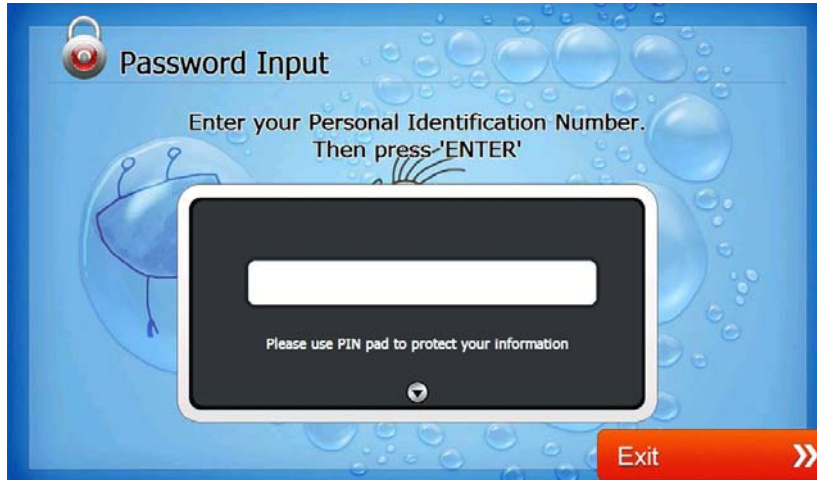 Password Input
Enter your Personal Identification Number.
Then press 'ENTER'
Please use PIN pad to protect your information
Exit